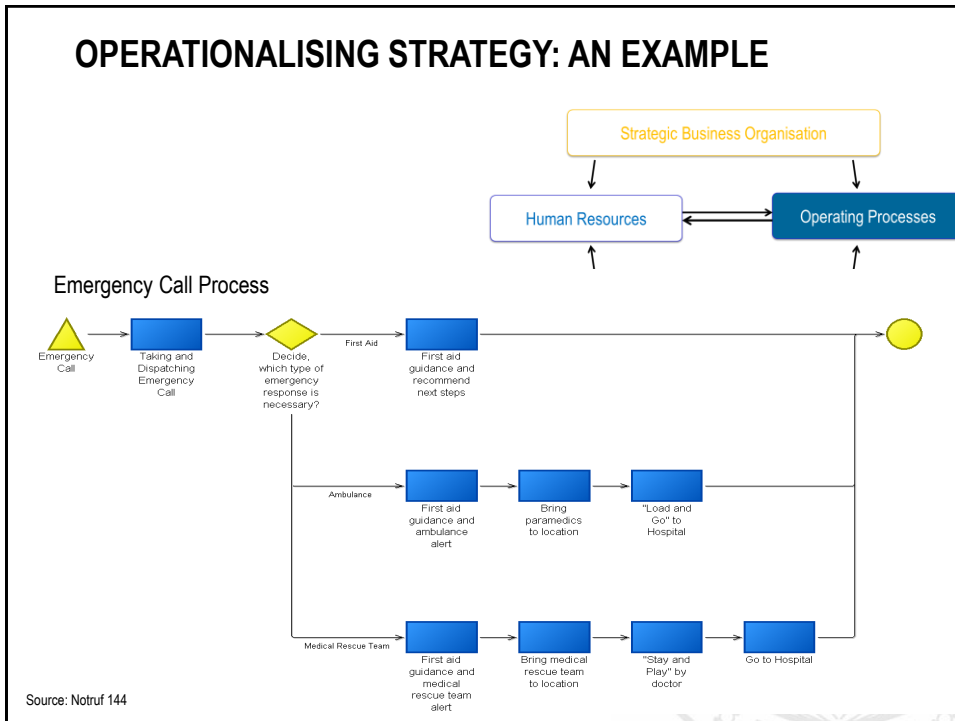 OPERATIONALISING STRATEGY: AN EXAMPLE
Strategic Business Organisation
Human Resources
Operating Processes
Emergency Call Process
Emergency
Call
Taking and
Dispatching
Emergency
Call
Decide,
which type of
emergency
response is
necessary?
First Aid
First aid
guidance and
recommend
next steps
Ambulance
First aid
guidance and
ambulance
alert
Bring
paramedics
to location
"Load and
Go" to
Hospital
Medical Rescue Team
First aid
guidance and
medical
rescue team
alert
Bring medical
rescue team
to location
"Stay and
Play" by
doctor
Go to Hospital
Source: Notruf 144